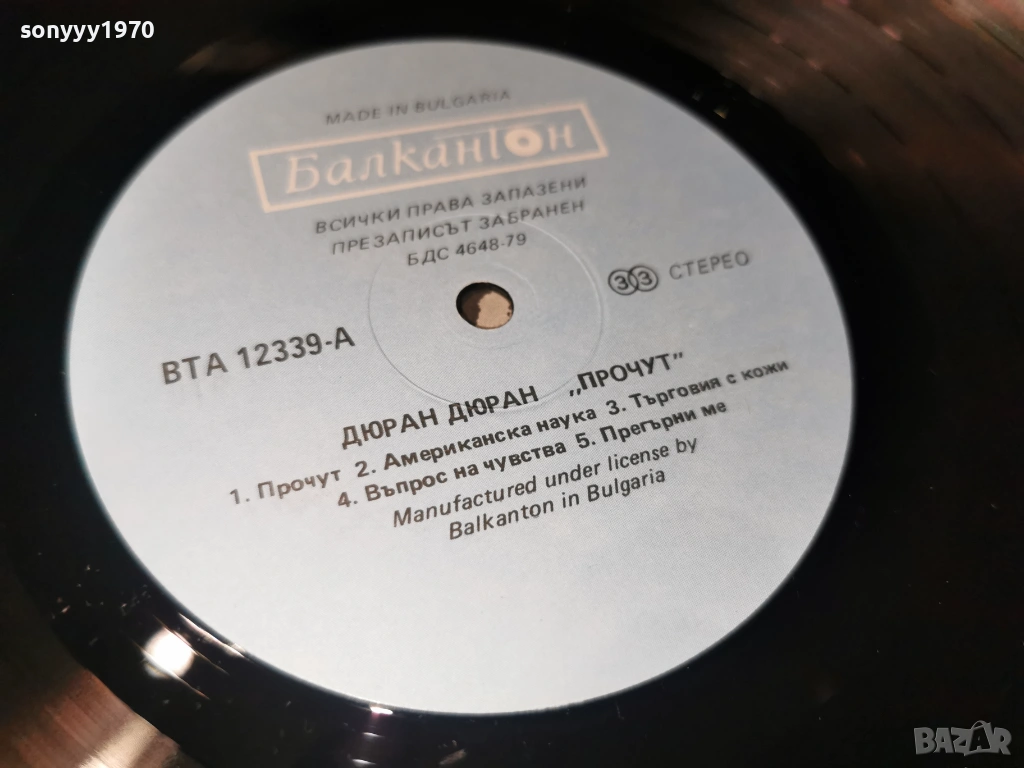 sonyyy1970
MADE IN BULGARIA
Балкантон
ВСИЧКИ ПРАВА ЗАПАЗЕНИ
ПРЕЗАПИСЪТ ЗАБРАНЕН
БДС 4648-79
33 СТЕРЕО
ВТА 12339-А
ДЮРАН ДЮРАН „ПРОЧУТ”
1. Прочут 2. Американска наука 3. Търговия с кожи
4. Въпрос на чувства 5. Прегърни ме
Manufactured under license by
Balkanton in Bulgaria
BAZAR